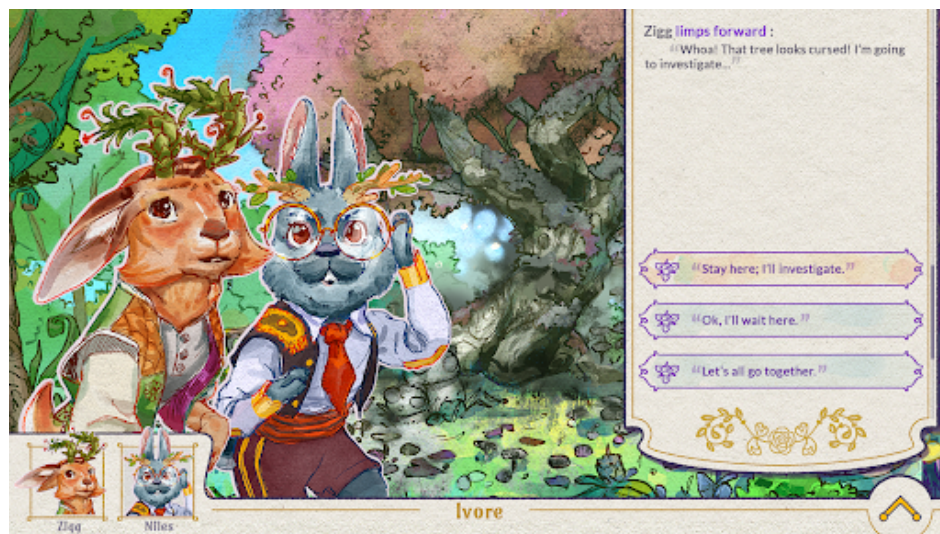 Zigg limps forward :
“Whoa! That tree looks cursed! I'm going
to investigate...”
“Stay here; I'll investigate.”
“Ok, I'll wait here.”
“Let's all go together.”
Zigg
Niles
Ivore